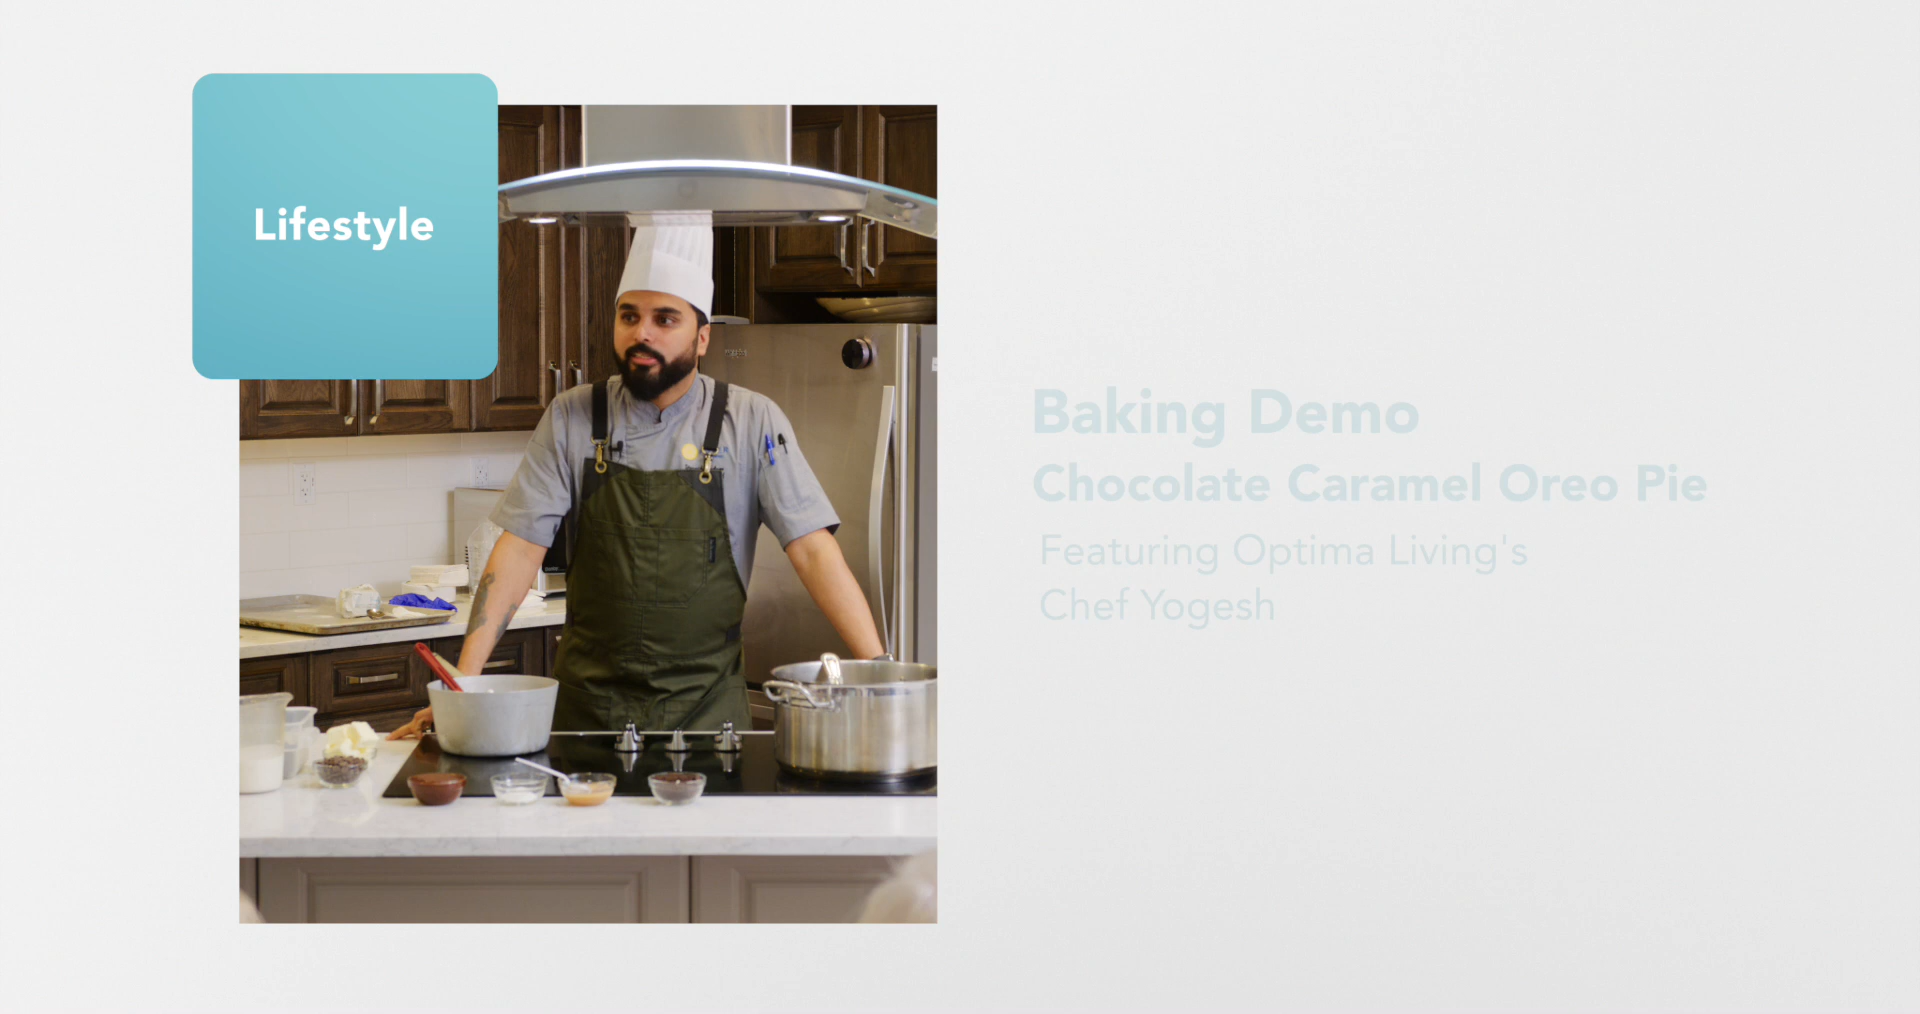 Lifestyle
Baking Demo
Chocolate Caramel Oreo Pie
Featuring Optima Living's
Chef Yogesh